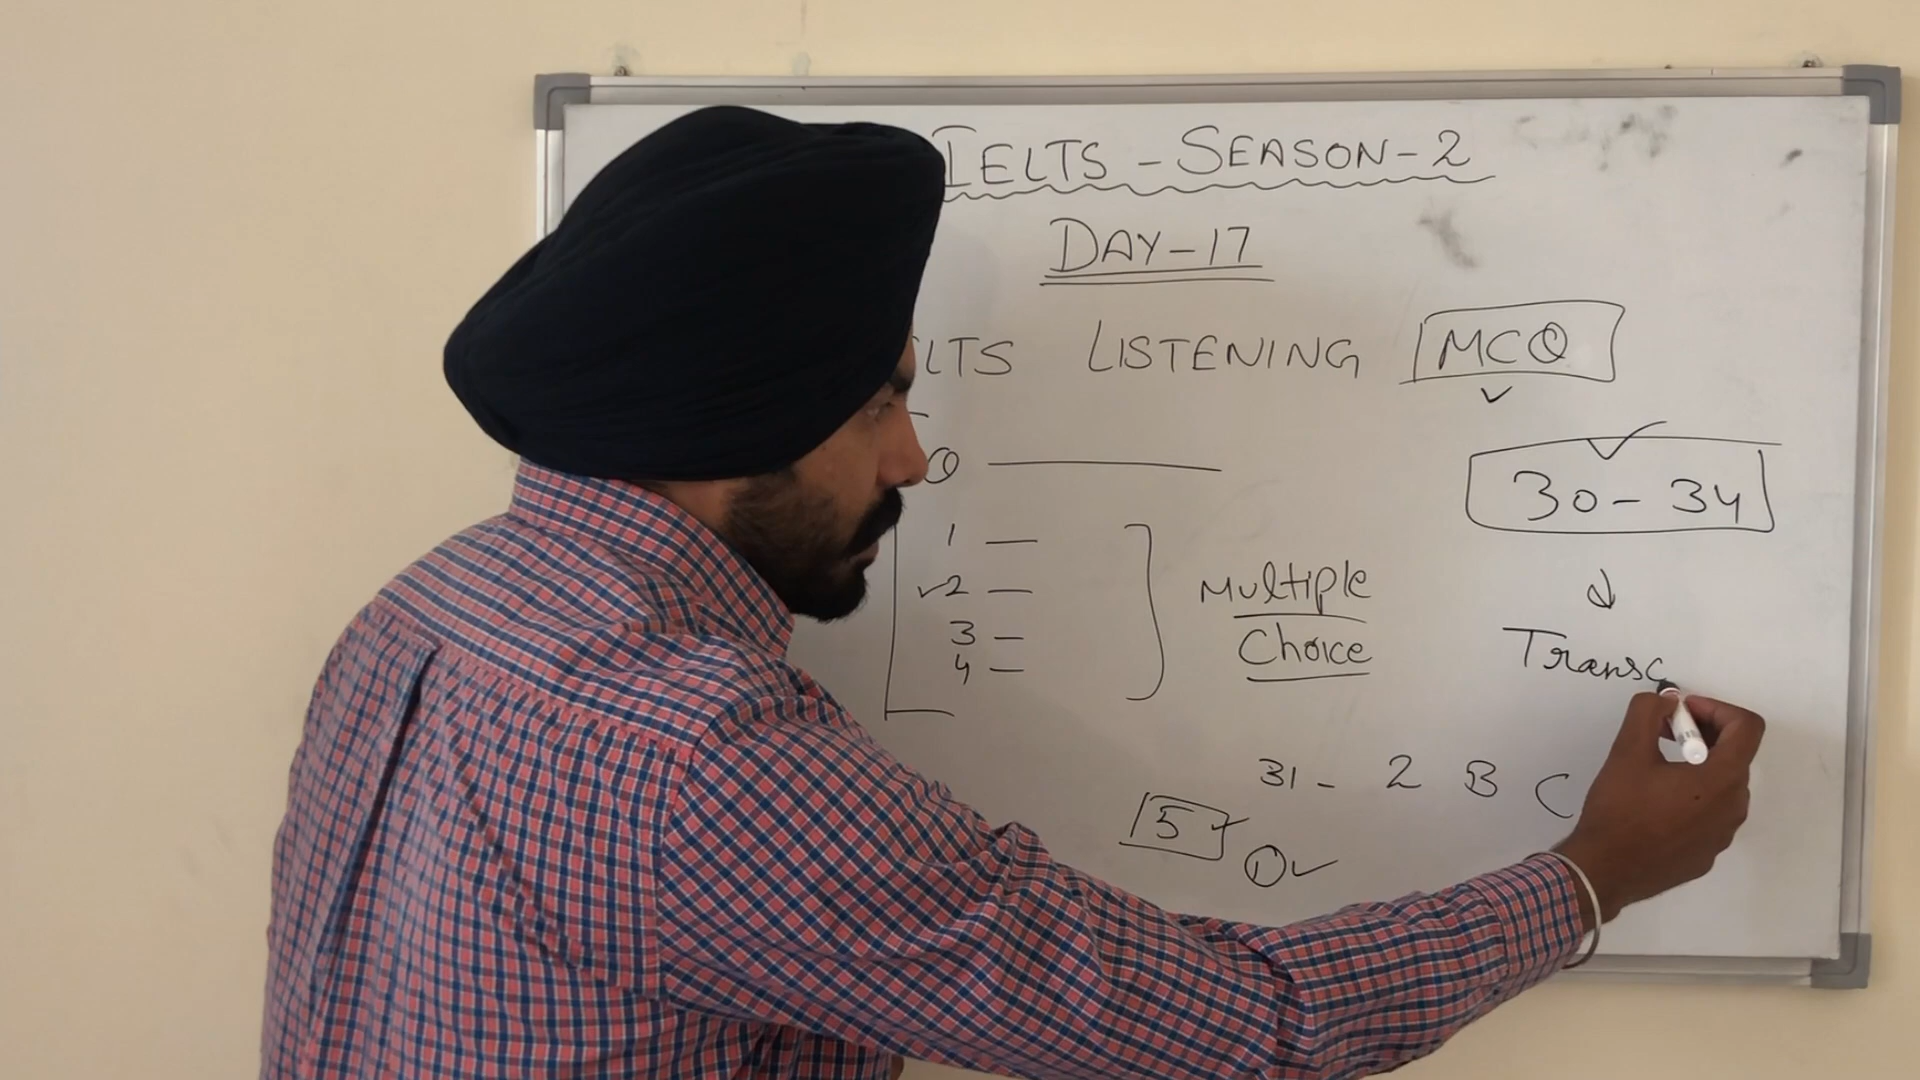 IELTS - SEASON - 2
DAY - 17
LTS LISTENING MCQ
Q
30 - 34
1 —
2 —
3 —
4 —
Multiple
Choice
Transc
31 - 2 B C
5
1